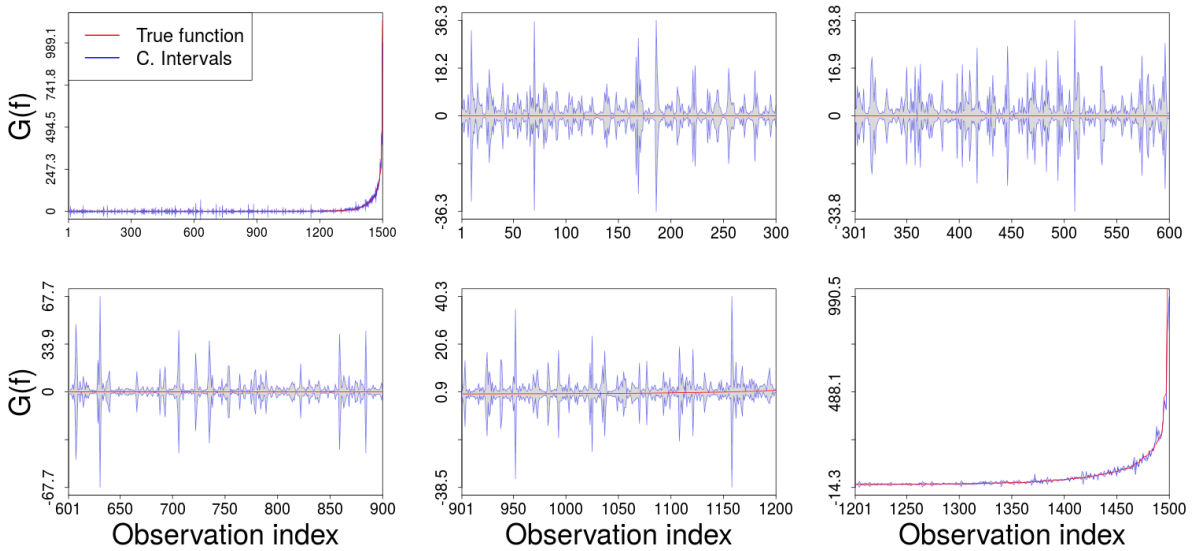 True function
C. Intervals
G(f)
0 247.3 494.5 741.8 989.1
1 300 600 900 1200 1500
-36.3 0 18.2 36.3
1 50 100 150 200 250 300
-33.8 0 16.9 33.8
301 350 400 450 500 550 600
G(f)
-67.7 0 33.9 67.7
601 650 700 750 800 850 900
Observation index
-38.5 0.9 20.6 40.3
901 950 1000 1050 1100 1150 1200
Observation index
-14.3 488.1 990.5
1201 1250 1300 1350 1400 1450 1500
Observation index